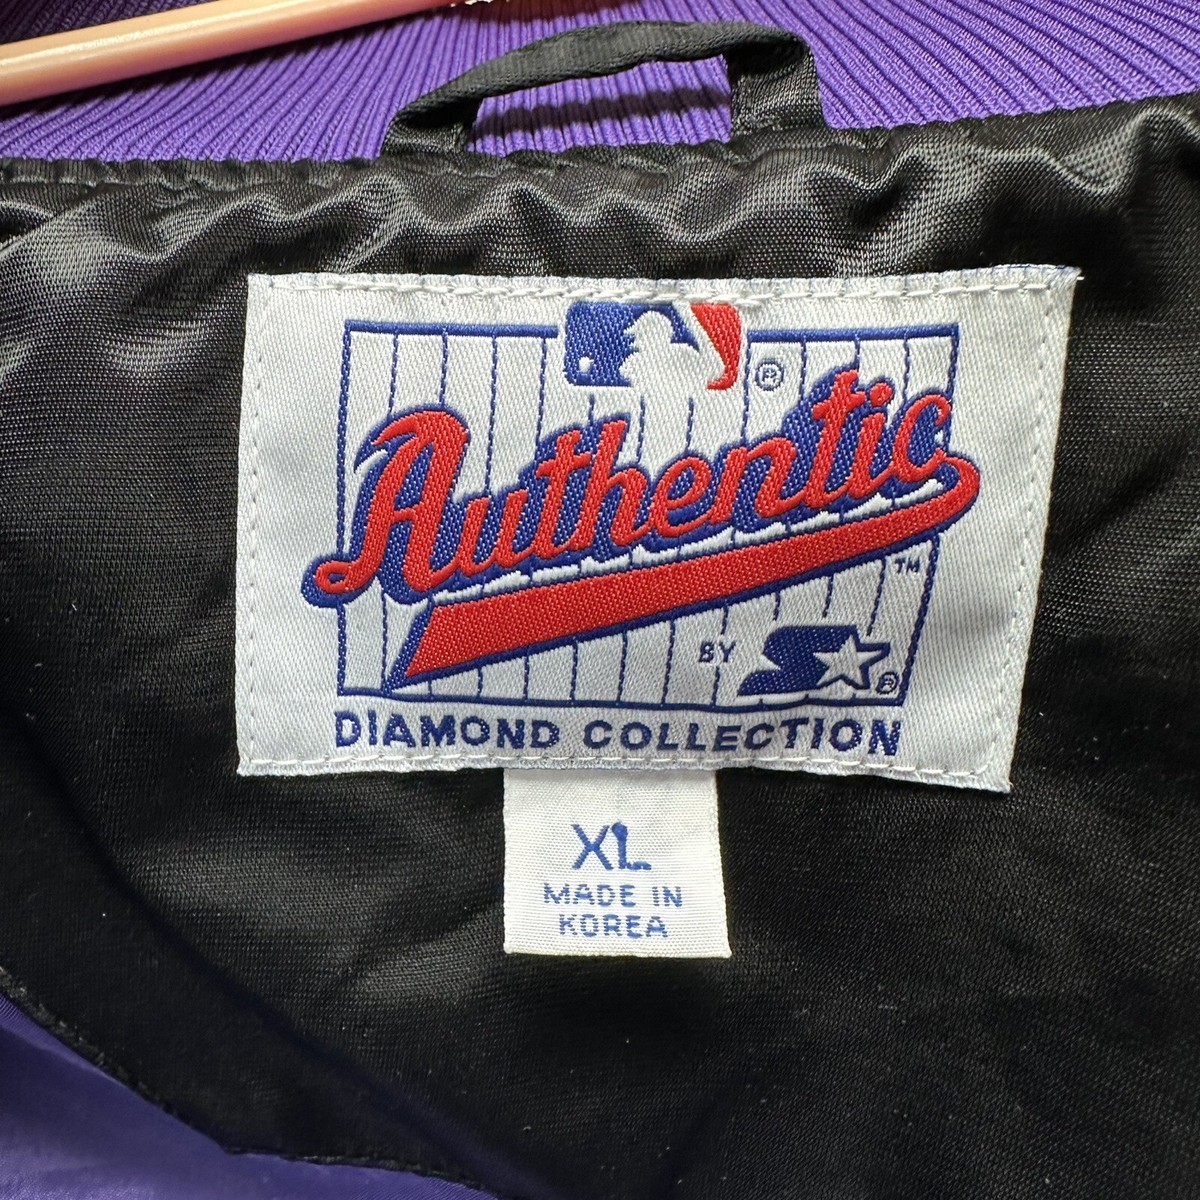 ®
Authentic
TM
BY S ®
DIAMOND COLLECTION
XL
MADE IN
KOREA